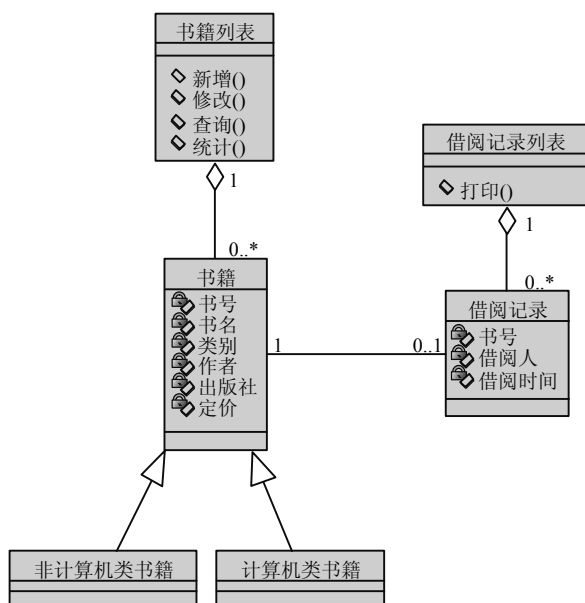 书籍列表
新增()
修改()
查询()
统计()
1
0..*
借阅记录列表
打印()
1
0..*
书籍
书号
书名
类别
作者
出版社
定价
1
0..1
借阅记录
书号
借阅人
借阅时间
非计算机类书籍
计算机类书籍